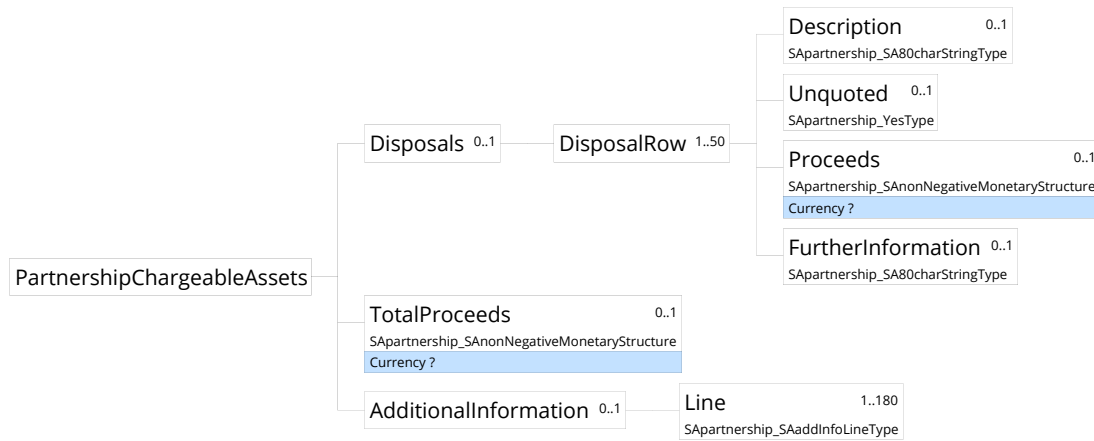 Description 0..1
SApartnership_SA80charStringType
Unquoted 0..1
SApartnership_YesType
Disposals 0..1
DisposalRow 1..50
Proceeds 0..1
SApartnership_SAnonNegativeMonetaryStructure
Currency ?
FurtherInformation 0..1
SApartnership_SA80charStringType
PartnershipChargeableAssets
TotalProceeds 0..1
SApartnership_SAnonNegativeMonetaryStructure
Currency ?
AdditionalInformation 0..1
Line 1..180
SApartnership_SAaddInfoLineType